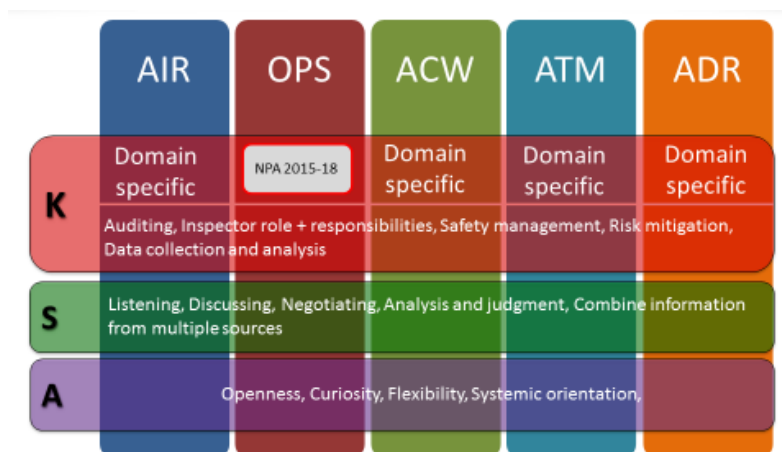 AIR OPS ACW ATM ADR
K
Domain specific
NPA 2015-18
Domain specific
Domain specific
Domain specific
Auditing, Inspector role + responsibilities, Safety management, Risk mitigation,
Data collection and analysis
S
Listening, Discussing, Negotiating, Analysis and judgment, Combine information
from multiple sources
A
Openness, Curiosity, Flexibility, Systemic orientation,